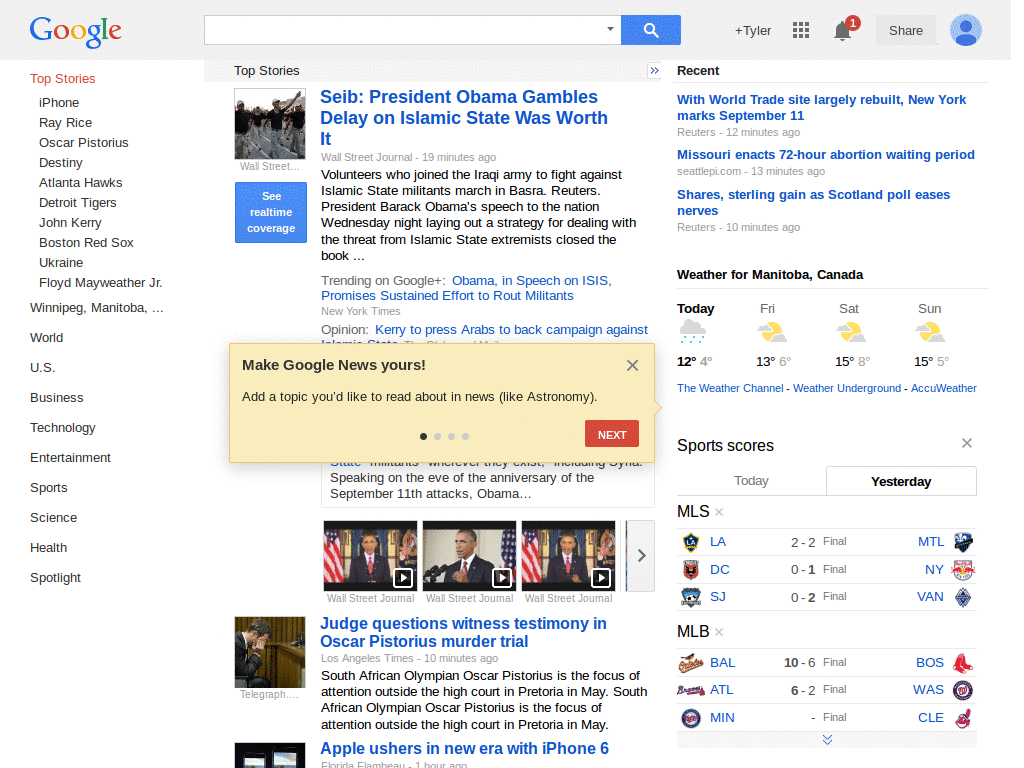 Google
+Tyler
1
Share
Top Stories
iPhone
Ray Rice
Oscar Pistorius
Destiny
Atlanta Hawks
Detroit Tigers
John Kerry
Boston Red Sox
Ukraine
Floyd Mayweather Jr.
Winnipeg, Manitoba, …
World
U.S.
Business
Technology
Entertainment
Sports
Science
Health
Spotlight
Top Stories
Wall Street…
See
realtime
coverage
Seib: President Obama Gambles
Delay on Islamic State Was Worth
It
Wall Street Journal - 19 minutes ago
Volunteers who joined the Iraqi army to fight against
Islamic State militants march in Basra. Reuters.
President Barack Obama's speech to the nation
Wednesday night laying out a strategy for dealing with
the threat from Islamic State extremists closed the
book ...
Trending on Google+: Obama, in Speech on ISIS,
Promises Sustained Effort to Rout Militants
New York Times
Opinion: Kerry to press Arabs to back campaign against
Make Google News yours!
Add a topic you'd like to read about in news (like Astronomy).
NEXT
State" militants "wherever they exist," including Syria.
Speaking on the eve of the anniversary of the
September 11th attacks, Obama…
Wall Street Journal
Wall Street Journal
Wall Street Journal
Telegraph.…
Judge questions witness testimony in
Oscar Pistorius murder trial
Los Angeles Times - 10 minutes ago
South African Olympian Oscar Pistorius is the focus of
attention outside the high court in Pretoria in May. South
African Olympian Oscar Pistorius is the focus of
attention outside the high court in Pretoria in May.
Apple ushers in new era with iPhone 6
Florida Flambeau - 1 hour ago
Recent
With World Trade site largely rebuilt, New York
marks September 11
Reuters - 12 minutes ago
Missouri enacts 72-hour abortion waiting period
seattlepi.com - 13 minutes ago
Shares, sterling gain as Scotland poll eases
nerves
Reuters - 10 minutes ago
Weather for Manitoba, Canada
Today Fri Sat Sun
12° 4° 13° 6° 15° 8° 15° 5°
The Weather Channel - Weather Underground - AccuWeather
Sports scores
Today Yesterday
MLS
LA 2 - 2 Final MTL
DC 0 - 1 Final NY
SJ 0 - 2 Final VAN
MLB
BAL 10 - 6 Final BOS
ATL 6 - 2 Final WAS
MIN - Final CLE